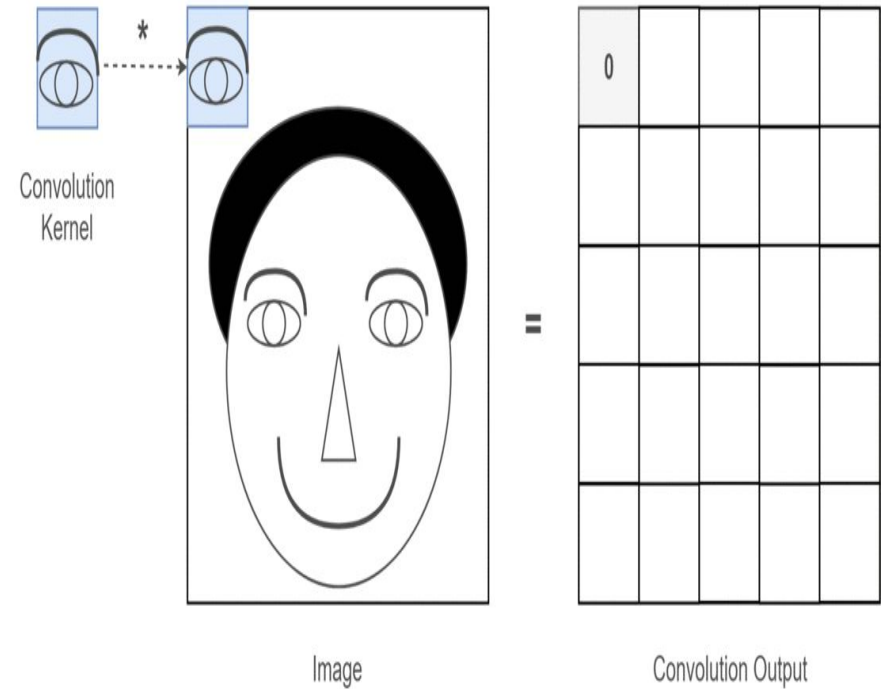 *
0
Convolution
Kernel
=
Image
Convolution Output